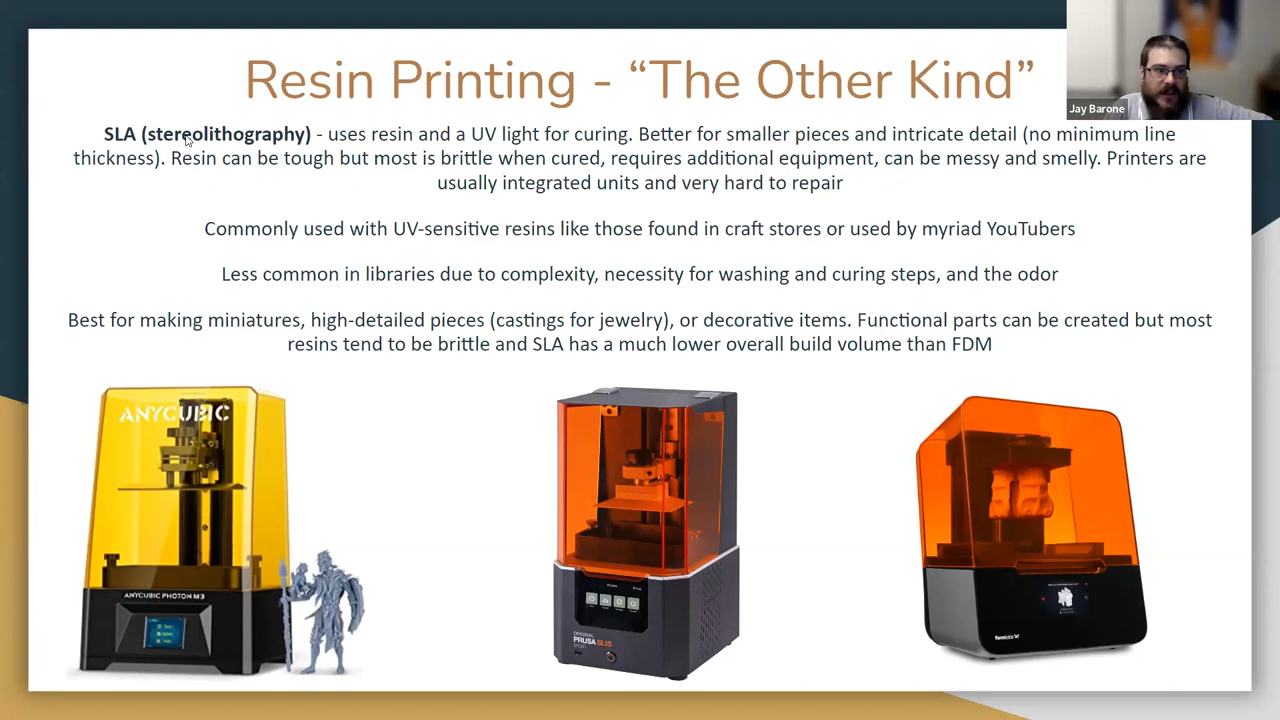 Resin Printing - “The Other Kind”
Jay Barone
SLA (stereolithography) - uses resin and a UV light for curing. Better for smaller pieces and intricate detail (no minimum line
thickness). Resin can be tough but most is brittle when cured, requires additional equipment, can be messy and smelly. Printers are
usually integrated units and very hard to repair
Commonly used with UV-sensitive resins like those found in craft stores or used by myriad YouTubers
Less common in libraries due to complexity, necessity for washing and curing steps, and the odor
Best for making miniatures, high-detailed pieces (castings for jewelry), or decorative items. Functional parts can be created but most
resins tend to be brittle and SLA has a much lower overall build volume than FDM
ANYCUBIC
ANYCUBIC PHOTON M3
ORIGINAL
PRUSA SL1S
formlabs